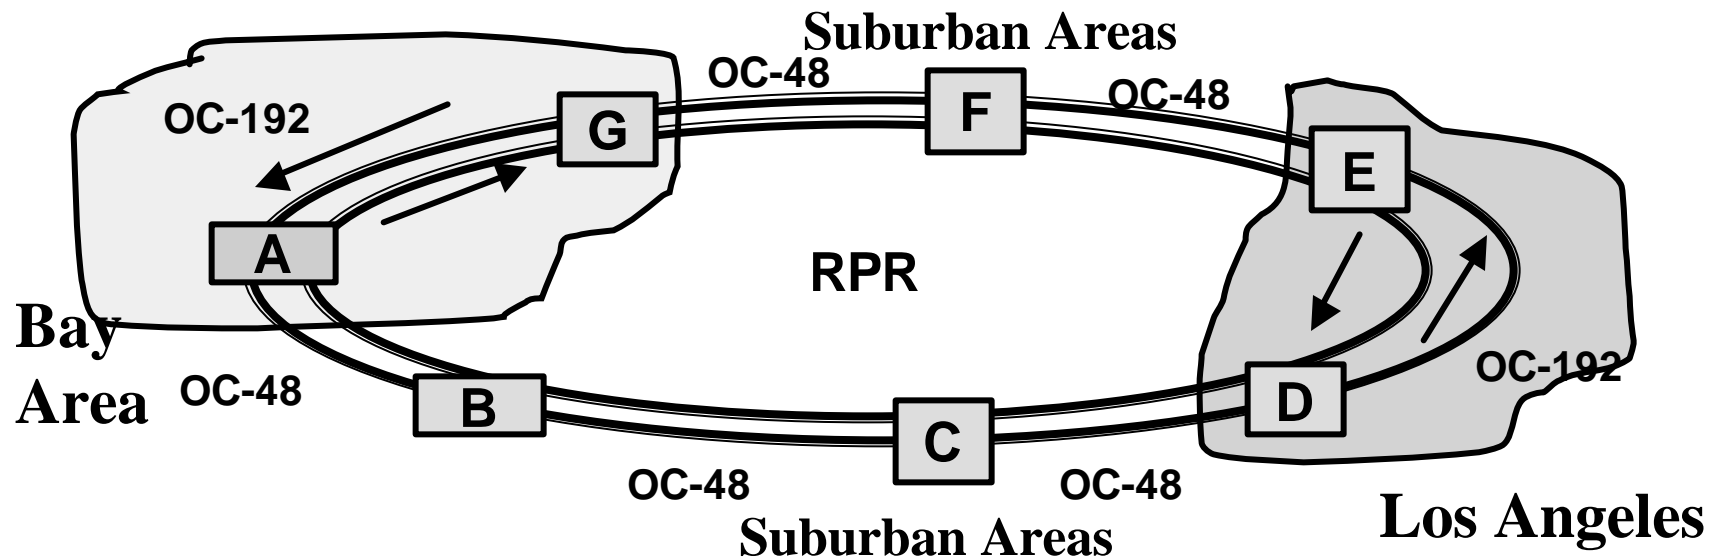 Suburban Areas
OC-48
OC-48
OC-192
F
G
E
A
RPR
Bay
Area
OC-48
OC-192
B
D
C
OC-48
OC-48
Los Angeles
Suburban Areas